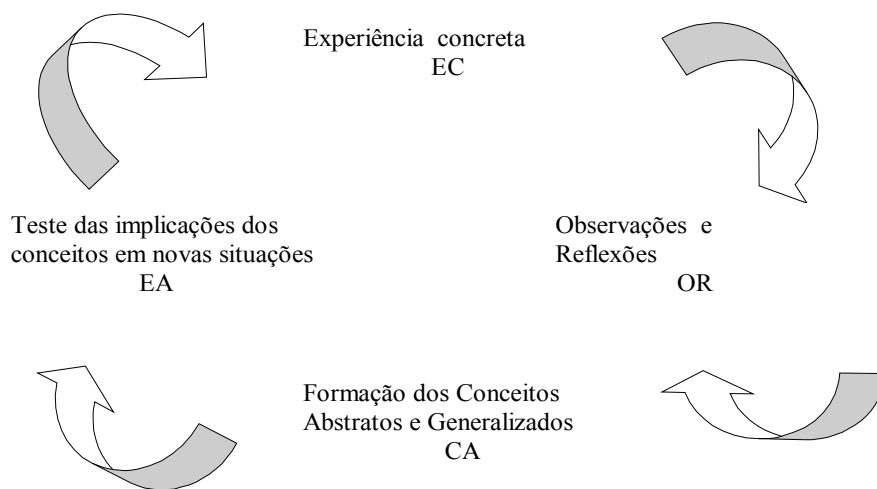 Experiência concreta
EC
Teste das implicações dos
conceitos em novas situações
EA
Observações e
Reflexões
OR
Formação dos Conceitos
Abstratos e Generalizados
CA